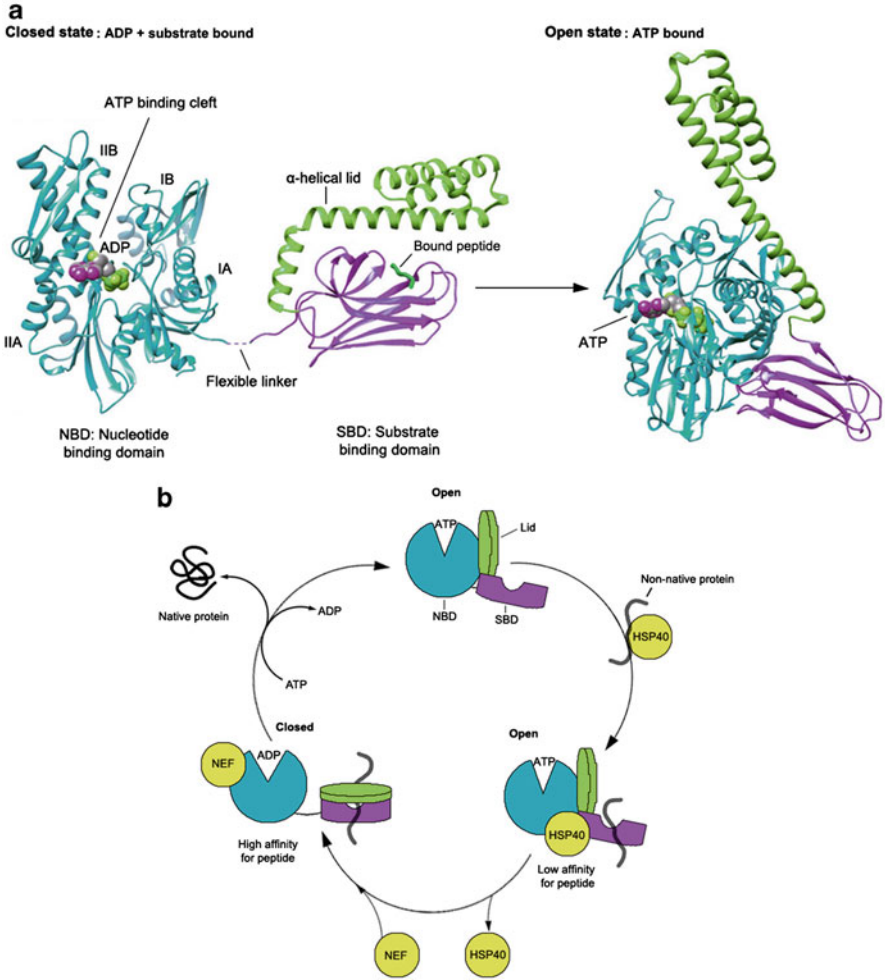 a
Closed state : ADP + substrate bound
Open state : ATP bound
ATP binding cleft
IIB
IB
α-helical lid
ADP
Bound peptide
IA
IIA
ATP
Flexible linker
NBD: Nucleotide
binding domain
SBD: Substrate
binding domain
b
Open
ATP
Lid
Native protein
ADP
NBD
SBD
Non-native protein
HSP40
ATP
Closed
Open
NEF
ADP
ATP
HSP40
High affinity
for peptide
Low affinity
for peptide
NEF
HSP40